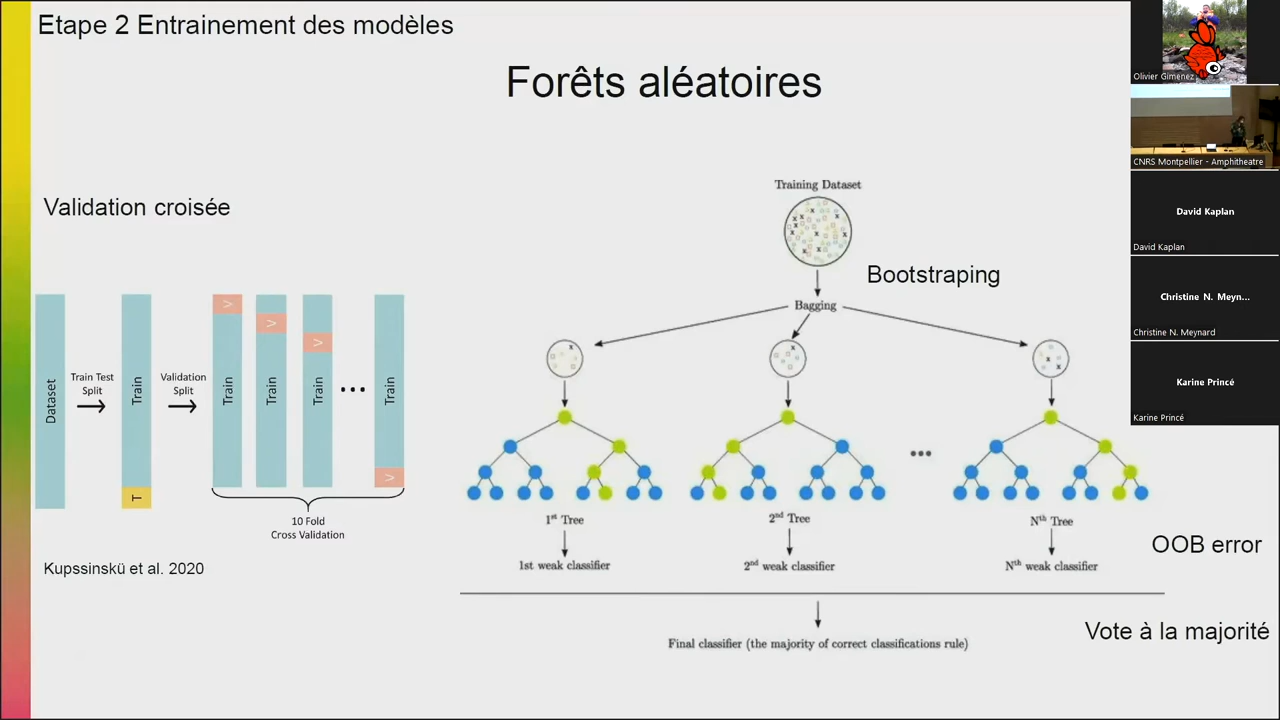 Etape 2 Entrainement des modèles
Forêts aléatoires
Validation croisée
Dataset
Train Test
Split
Train
T
Validation
Split
V
Train
V
Train
V
Train
...
Train
V
10 Fold
Cross Validation
Kupssinskü et al. 2020
Training Dataset
Bootstraping
Bagging
...
1st Tree
2nd Tree
Nth Tree
OOB error
1st weak classifier
2nd weak classifier
Nth weak classifier
Vote à la majorité
Final classifier (the majority of correct classifications rule)
Olivier Gimenez
CNRS Montpellier - Amphitheatre
David Kaplan
David Kaplan
Christine N. Meyn...
Christine N. Meynard
Karine Princé
Karine Princé